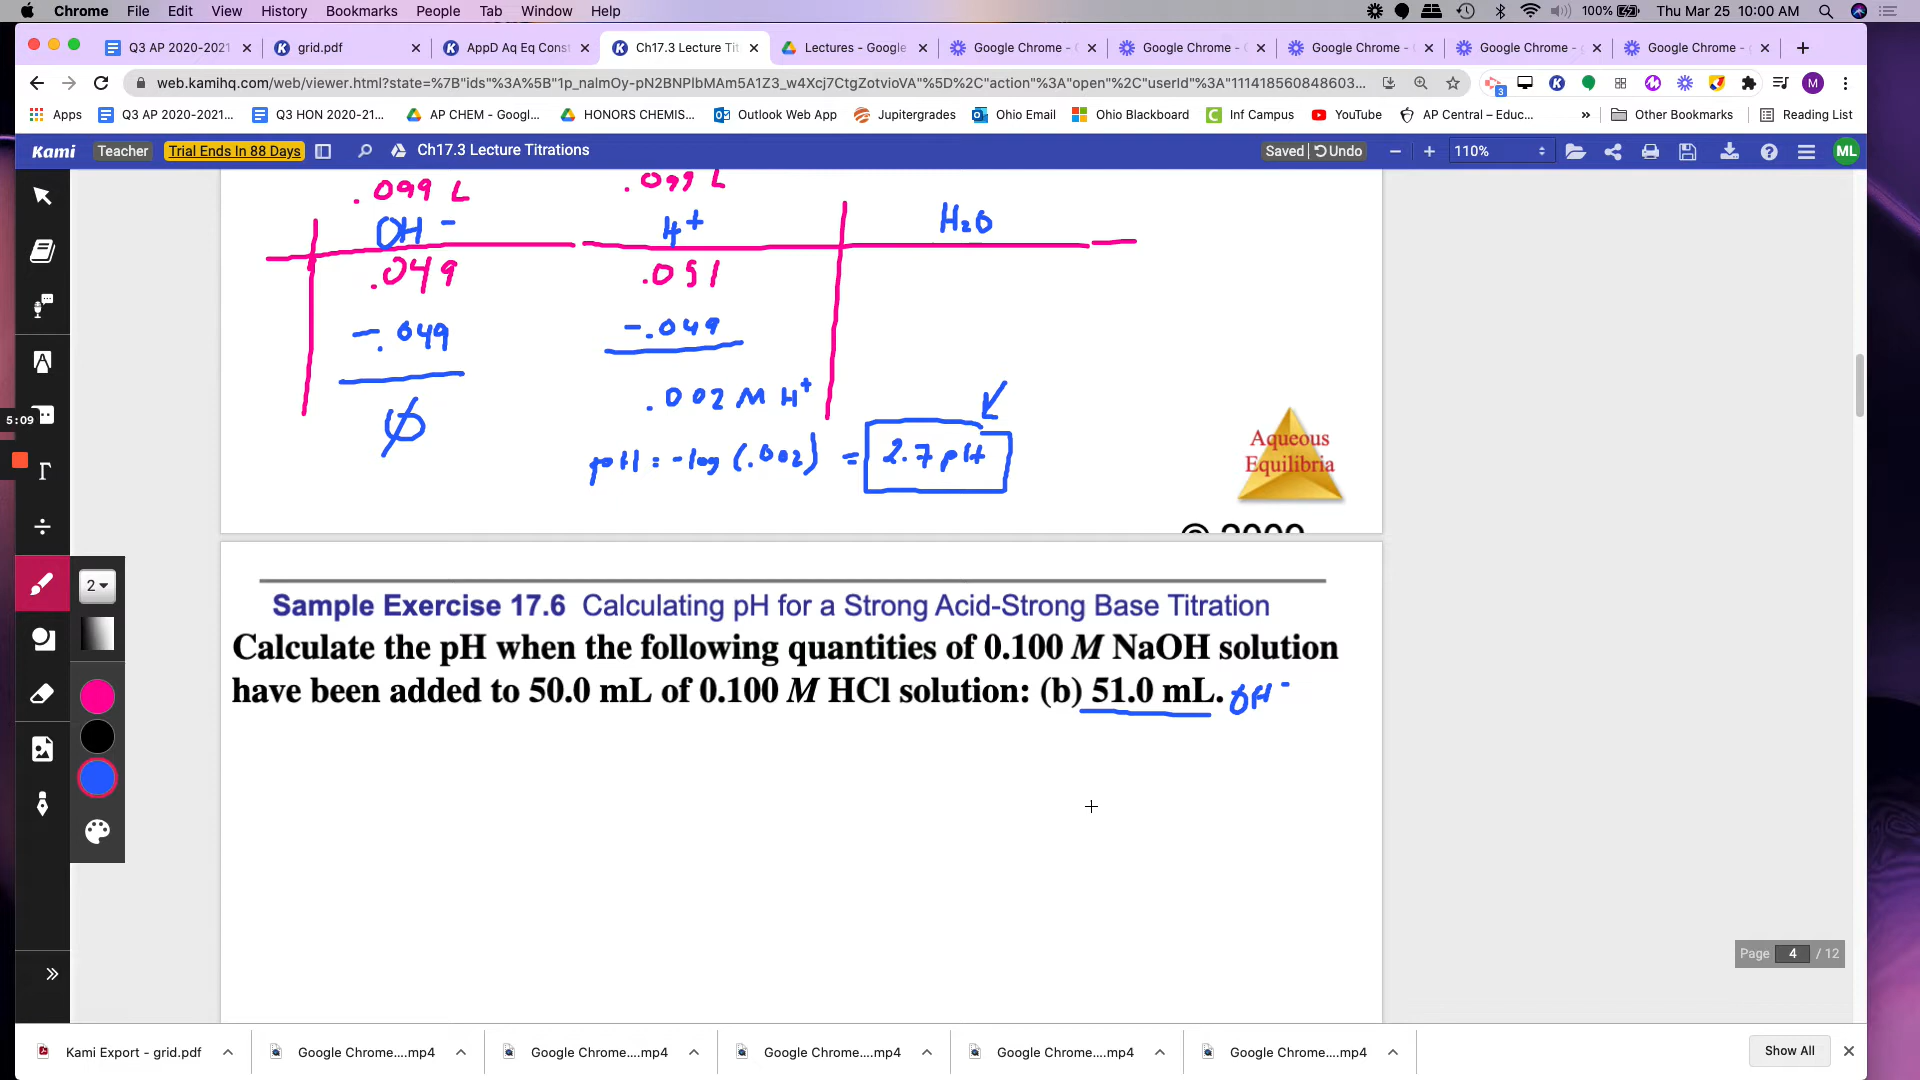 Chrome File Edit View History Bookmarks People Tab Window Help 100% Thu Mar 25 10:00 AM
Q3 AP 2020-2021 grid.pdf AppD Aq Eq Const Ch17.3 Lecture Tit Lectures - Google Google Chrome - Google Chrome - Google Chrome - Google Chrome - Google Chrome -
web.kamihq.com/web/viewer.html?state=%7B"ids"%3A%5B"1p_nalmOy-pN2BNPlbMAm5A1Z3_w4Xcj7CtgZotvioVA"%5D%2C"action"%3A"open"%2C"userId"%3A"111418560848603... 3 M
Apps Q3 AP 2020-2021... Q3 HON 2020-21... AP CHEM - Googl... HONORS CHEMIS... Outlook Web App Jupitergrades Ohio Email Ohio Blackboard Inf Campus YouTube AP Central – Educ... » Other Bookmarks Reading List
Kami Teacher Trial Ends In 88 Days Ch17.3 Lecture Titrations Saved Undo 110% ML
.099 L .099 L
OH⁻ H⁺ H₂O
.049 .051
-.049 -.049
.002 M H⁺
5:09
Ø
pH = -log (.002) = 2.7 pH
Aqueous
Equilibria
© 2009
2
Sample Exercise 17.6 Calculating pH for a Strong Acid-Strong Base Titration
Calculate the pH when the following quantities of 0.100 M NaOH solution
have been added to 50.0 mL of 0.100 M HCl solution: (b) 51.0 mL. OH⁻
Page 4 / 12
Kami Export - grid.pdf Google Chrome....mp4 Google Chrome....mp4 Google Chrome....mp4 Google Chrome....mp4 Google Chrome....mp4 Show All